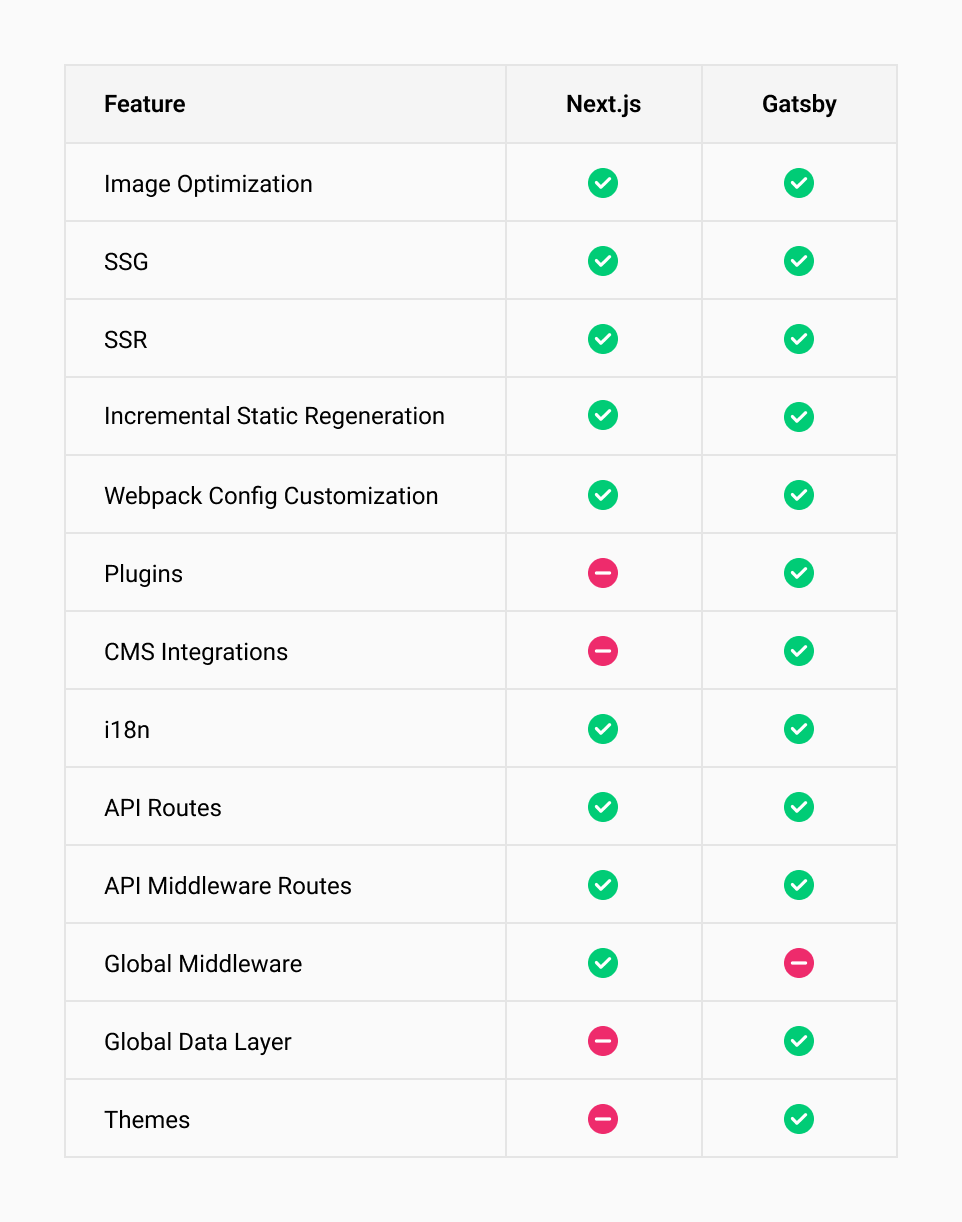 Feature Next.js Gatsby
Image Optimization
SSG
SSR
Incremental Static Regeneration
Webpack Config Customization
Plugins
CMS Integrations
i18n
API Routes
API Middleware Routes
Global Middleware
Global Data Layer
Themes